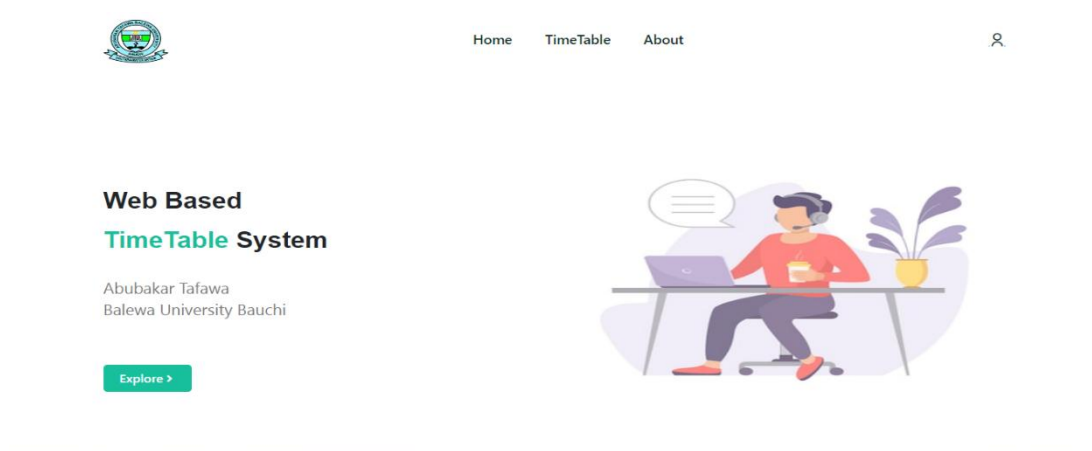 Home TimeTable About
Web Based
TimeTable System
Abubakar Tafawa
Balewa University Bauchi
Explore >